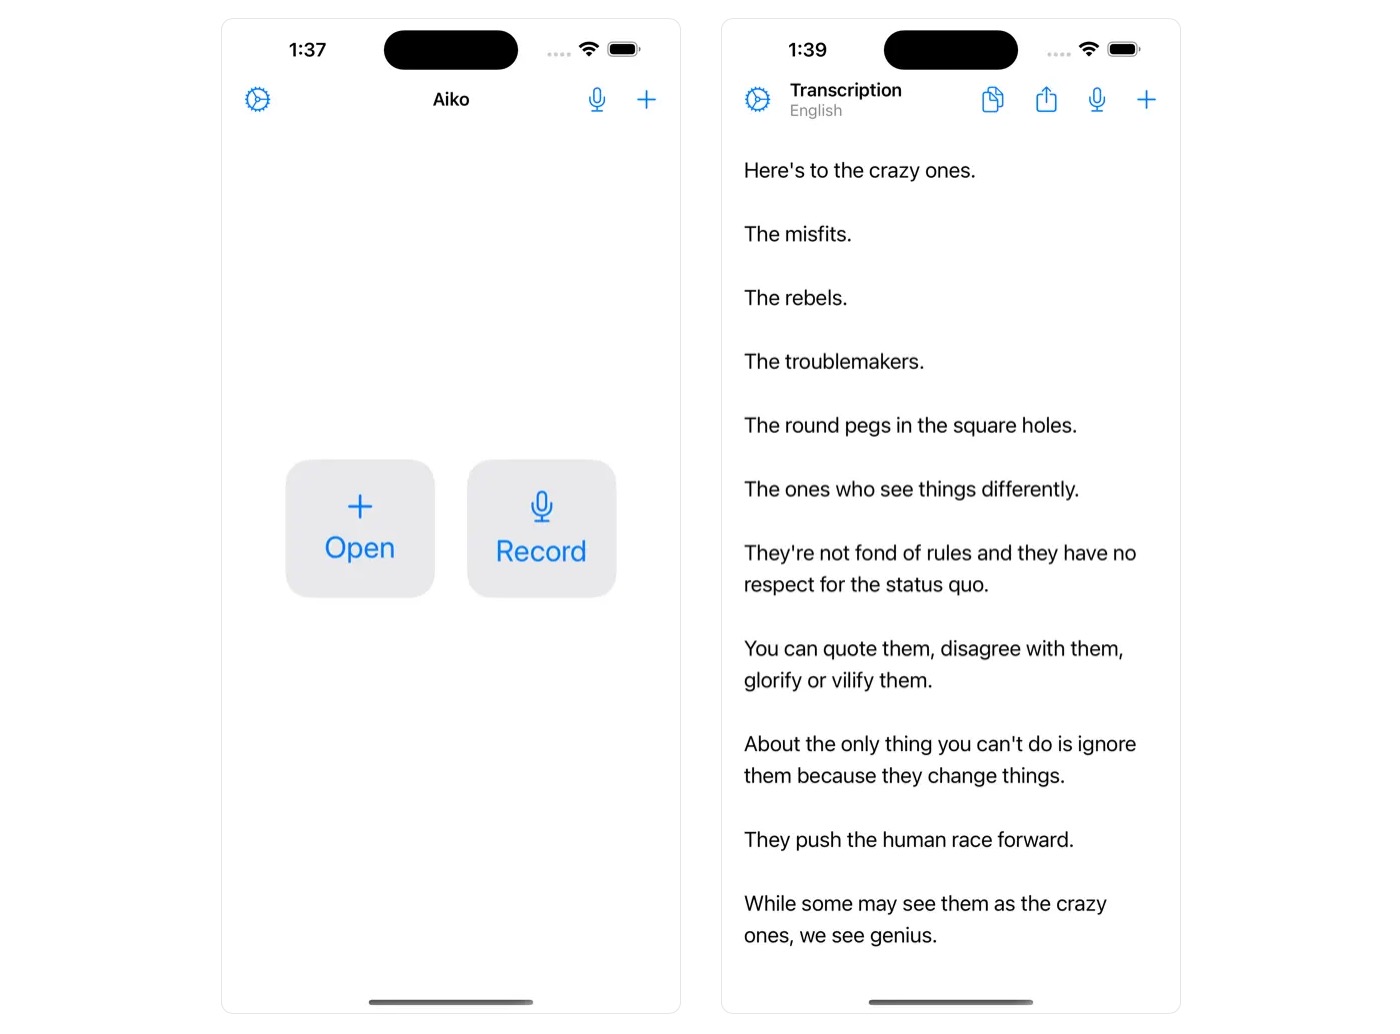 1:37
Aiko
Open
Record
1:39
Transcription
English
Here's to the crazy ones.
The misfits.
The rebels.
The troublemakers.
The round pegs in the square holes.
The ones who see things differently.
They're not fond of rules and they have no
respect for the status quo.
You can quote them, disagree with them,
glorify or vilify them.
About the only thing you can't do is ignore
them because they change things.
They push the human race forward.
While some may see them as the crazy
ones, we see genius.